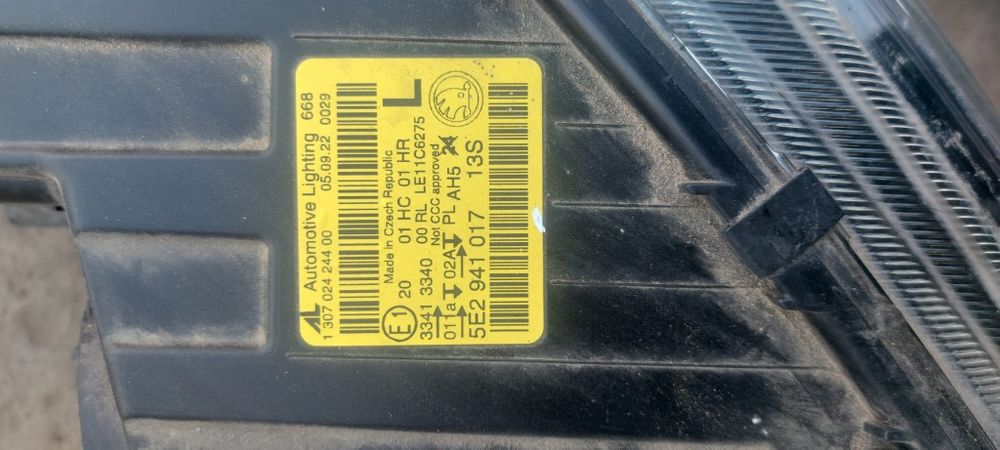 AL Automotive Lighting 668
1 307 024 244 00 05.09.22 0029
Made in Czech Republic
E1 20 01 HC 01 HR L
3341 3340 00 RL LE11C6275
Not CCC approved
011a 02A PL AH5 24
5E2 941 017 13S